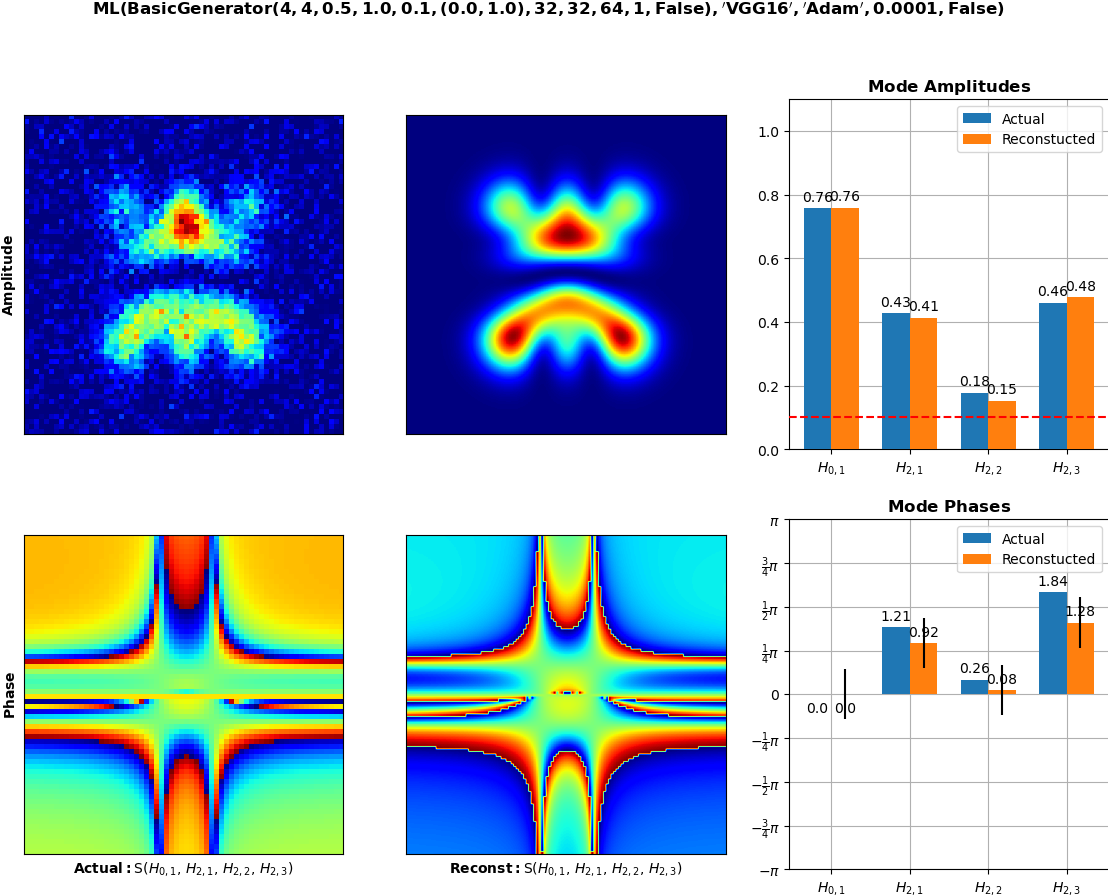 ML(BasicGenerator(4, 4, 0.5, 1.0, 0.1, (0.0, 1.0), 32, 32, 64, 1, False), ′VGG16′, ′Adam′, 0.0001, False)
Amplitude
Mode Amplitudes
Actual
Reconstucted
1.0
0.8
0.6
0.4
0.2
0.0
0.76 0.76
0.43 0.41
0.18 0.15
0.46 0.48
H0, 1 H2, 1 H2, 2 H2, 3
Phase
Actual: S(H0, 1, H2, 1, H2, 2, H2, 3)
Reconst: S(H0, 1, H2, 1, H2, 2, H2, 3)
Mode Phases
Actual
Reconstucted
π
3/4π
1/2π
1/4π
0
−1/4π
−1/2π
−3/4π
−π
0.0 0.0
1.21 0.92
0.26 0.08
1.84 1.28
H0, 1 H2, 1 H2, 2 H2, 3